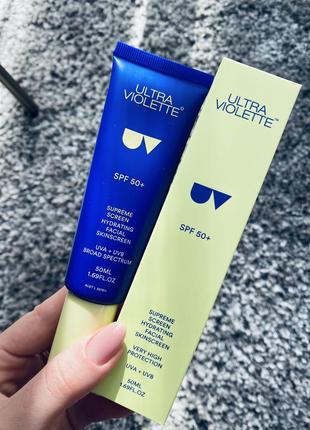 ULTRA
VIOLETTE®
UV
SPF 50+
SUPREME
SCREEN
HYDRATING
FACIAL
SKINSCREEN
UVA + UVB
BROAD SPECTRUM
50ML
1.69FL.OZ
ULTRA
VIOLETTE™
UV
SPF 50+
SUPREME
SCREEN
HYDRATING
FACIAL
SKINSCREEN
VERY HIGH
PROTECTION
UVA + UVB
50ML
1.69FL.OZ